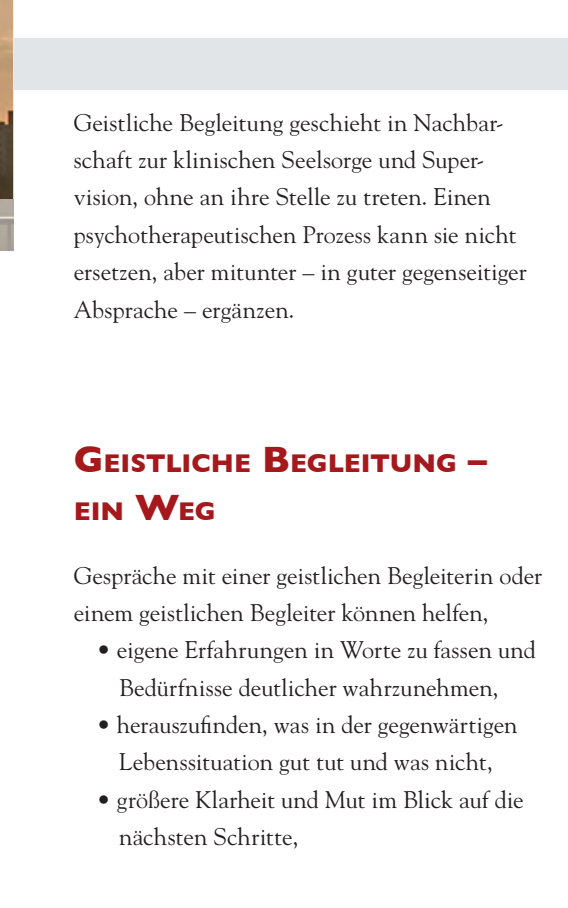 Geistliche Begleitung geschieht in Nachbar-
schaft zur klinischen Seelsorge und Super-
vision, ohne an ihre Stelle zu treten. Einen
psychotherapeutischen Prozess kann sie nicht
ersetzen, aber mitunter – in guter gegenseitiger
Absprache – ergänzen.
Geistliche Begleitung –
ein Weg
Gespräche mit einer geistlichen Begleiterin oder
einem geistlichen Begleiter können helfen,
• eigene Erfahrungen in Worte zu fassen und
Bedürfnisse deutlicher wahrzunehmen,
• herauszufinden, was in der gegenwärtigen
Lebenssituation gut tut und was nicht,
• größere Klarheit und Mut im Blick auf die
nächsten Schritte,